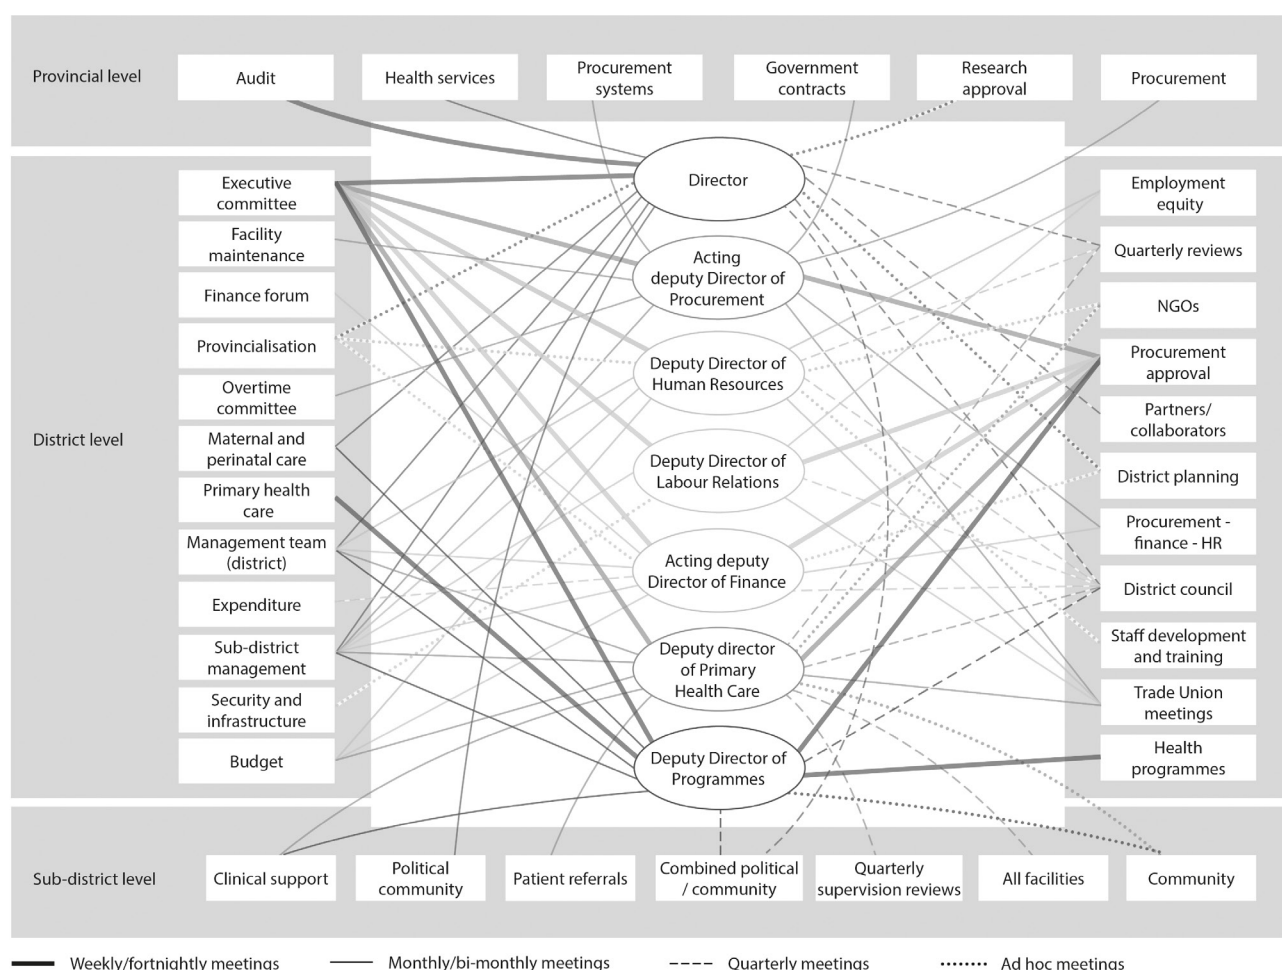 Provincial level
Audit
Health services
Procurement
systems
Government
contracts
Research
approval
Procurement
District level
Executive
committee
Facility
maintenance
Finance forum
Provincialisation
Overtime
committee
Maternal and
perinatal care
Primary health
care
Management team
(district)
Expenditure
Sub-district
management
Security and
infrastructure
Budget
Director
Acting
deputy Director of
Procurement
Deputy Director of
Human Resources
Deputy Director of
Labour Relations
Acting deputy
Director of Finance
Deputy director
of Primary
Health Care
Deputy Director of
Programmes
Employment
equity
Quarterly reviews
NGOs
Procurement
approval
Partners/
collaborators
District planning
Procurement -
finance - HR
District council
Staff development
and training
Trade Union
meetings
Health
programmes
Sub-district level
Clinical support
Political
community
Patient referrals
Combined political
/ community
Quarterly
supervision reviews
All facilities
Community
Weekly/fortnightly meetings
Monthly/bi-monthly meetings
Quarterly meetings
Ad hoc meetings